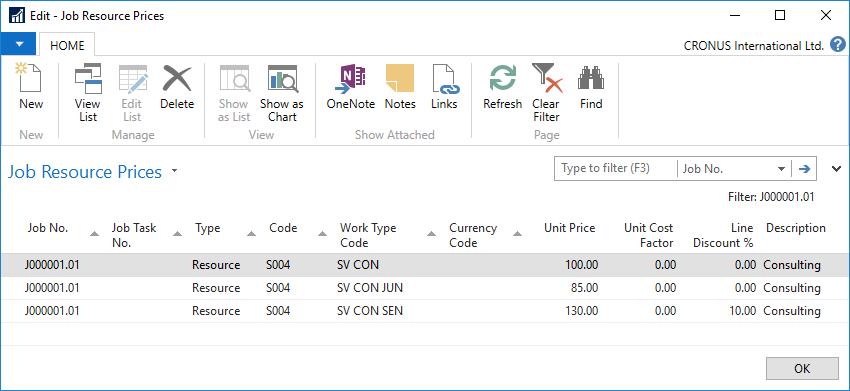 Edit - Job Resource Prices
HOME
CRONUS International Ltd.
New
View List
Edit List
Delete
Show as List
Show as Chart
OneNote
Notes
Links
Refresh
Clear Filter
Find
New
Manage
View
Show Attached
Page
Job Resource Prices
Type to filter (F3)
Job No.
Filter: J000001.01
Job No. Job Task No. Type Code Work Type Code Currency Code Unit Price Unit Cost Factor Line Discount % Description
J000001.01 Resource S004 SV CON 100.00 0.00 0.00 Consulting
J000001.01 Resource S004 SV CON JUN 85.00 0.00 0.00 Consulting
J000001.01 Resource S004 SV CON SEN 130.00 0.00 10.00 Consulting
OK